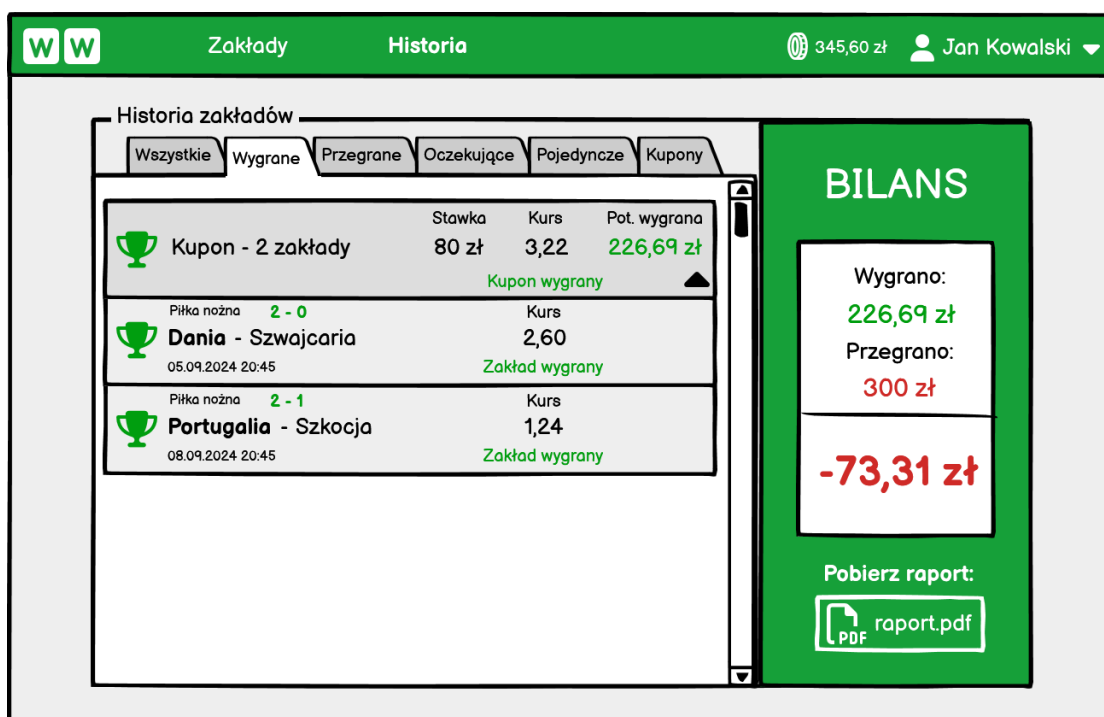 W W Zakłady Historia 345,60 zł Jan Kowalski
Historia zakładów
Wszystkie Wygrane Przegrane Oczekujące Pojedyncze Kupony
Stawka Kurs Pot. wygrana
Kupon - 2 zakłady 80 zł 3,22 226,69 zł
Kupon wygrany
Piłka nożna 2 - 0 Kurs
Dania - Szwajcaria 2,60
05.09.2024 20:45 Zakład wygrany
Piłka nożna 2 - 1 Kurs
Portugalia - Szkocja 1,24
08.09.2024 20:45 Zakład wygrany
BILANS
Wygrano:
226,69 zł
Przegrano:
300 zł
-73,31 zł
Pobierz raport:
PDF raport.pdf